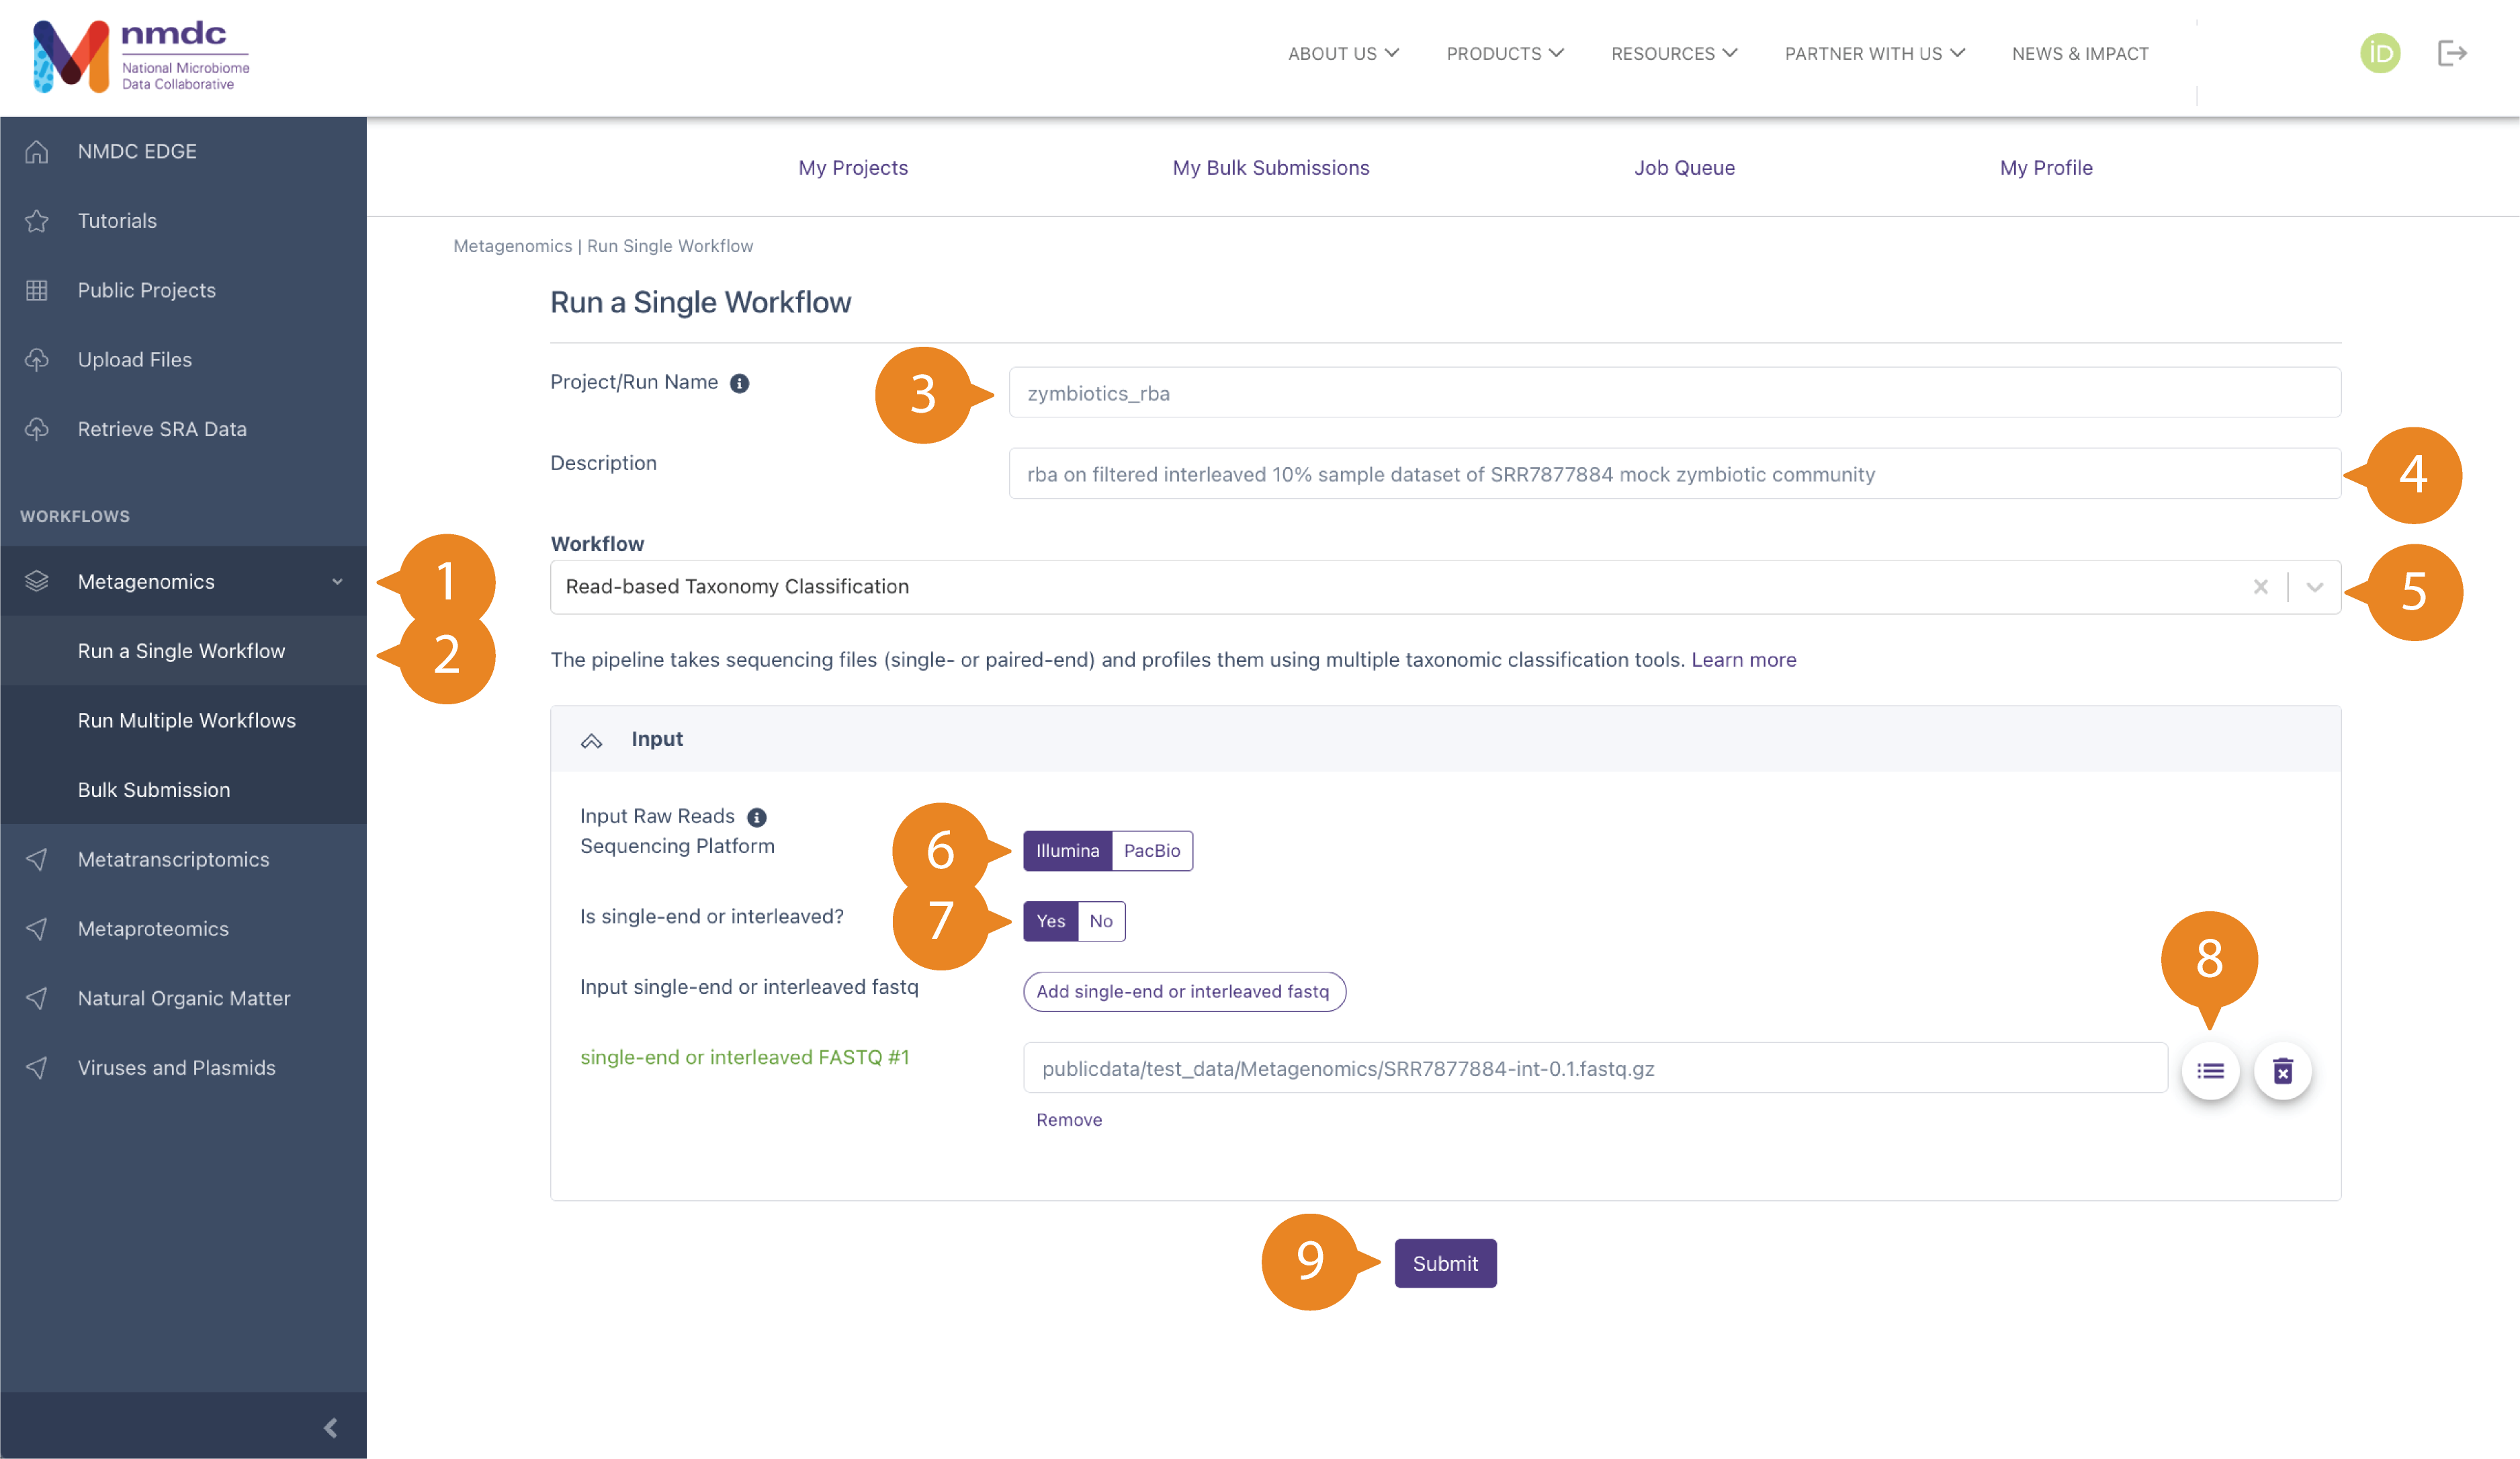 nmdc
National Microbiome
Data Collaborative
ABOUT US
PRODUCTS
RESOURCES
PARTNER WITH US
NEWS & IMPACT
iD
NMDC EDGE
Tutorials
Public Projects
Upload Files
Retrieve SRA Data
WORKFLOWS
Metagenomics
1
Run a Single Workflow
2
Run Multiple Workflows
Bulk Submission
Metatranscriptomics
Metaproteomics
Natural Organic Matter
Viruses and Plasmids
My Projects
My Bulk Submissions
Job Queue
My Profile
Metagenomics | Run Single Workflow
Run a Single Workflow
Project/Run Name
3
zymbiotics_rba
Description
rba on filtered interleaved 10% sample dataset of SRR7877884 mock zymbiotic community
4
Workflow
Read-based Taxonomy Classification
5
The pipeline takes sequencing files (single- or paired-end) and profiles them using multiple taxonomic classification tools. Learn more
Input
Input Raw Reads
Sequencing Platform
6
Illumina
PacBio
Is single-end or interleaved?
7
Yes
No
Input single-end or interleaved fastq
Add single-end or interleaved fastq
8
single-end or interleaved FASTQ #1
publicdata/test_data/Metagenomics/SRR7877884-int-0.1.fastq.gz
Remove
9
Submit